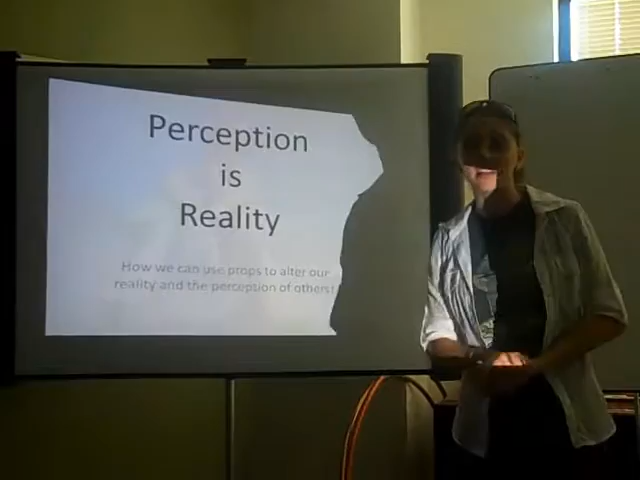 Perception
is
Reality
How we can use props to alter our
reality and the perception of others!